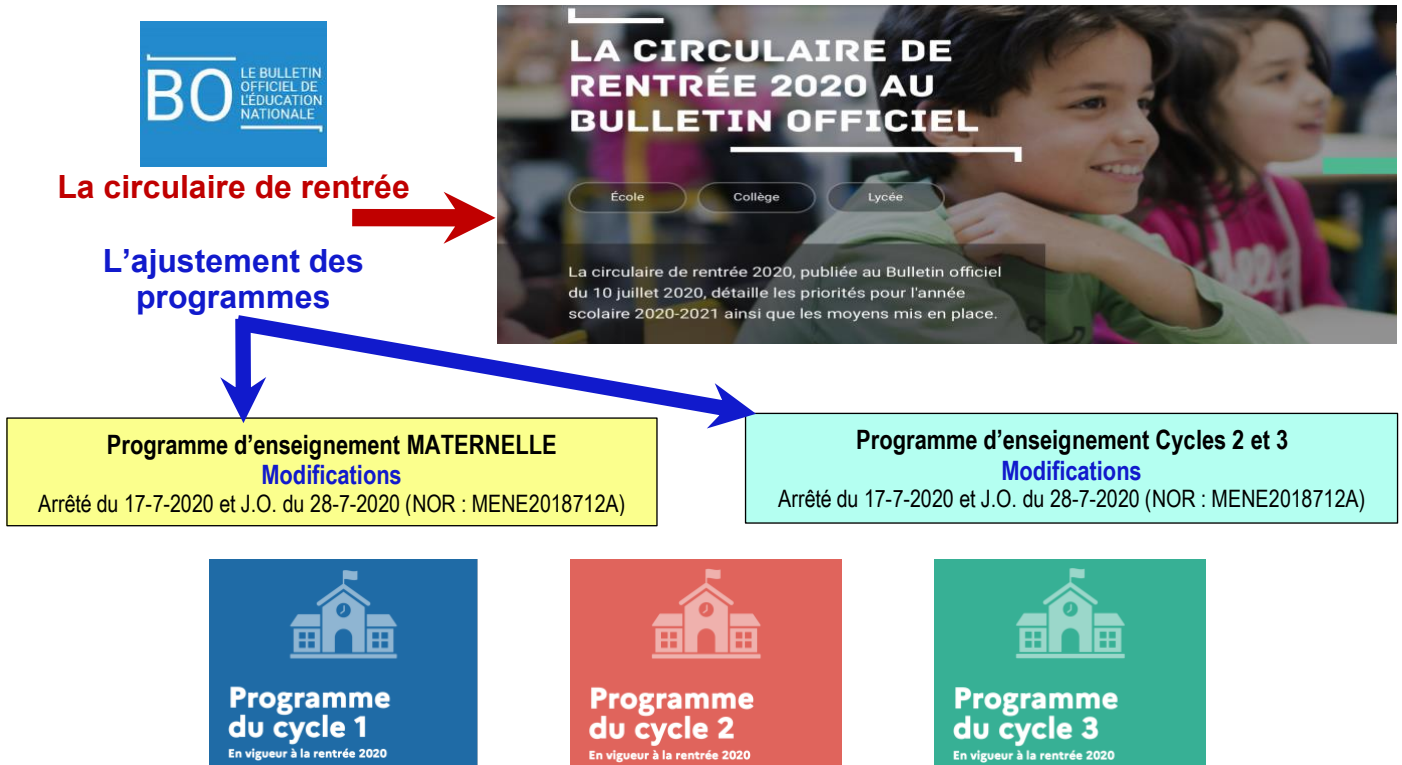 BO
LE BULLETIN
OFFICIEL DE
L'ÉDUCATION
NATIONALE
La circulaire de rentrée
LA CIRCULAIRE DE
RENTRÉE 2020 AU
BULLETIN OFFICIEL
École
Collège
Lycée
La circulaire de rentrée 2020, publiée au Bulletin officiel
du 10 juillet 2020, détaille les priorités pour l'année
scolaire 2020-2021 ainsi que les moyens mis en place.
L'ajustement des
programmes
Programme d'enseignement MATERNELLE
Modifications
Arrêté du 17-7-2020 et J.O. du 28-7-2020 (NOR : MENE2018712A)
Programme d'enseignement Cycles 2 et 3
Modifications
Arrêté du 17-7-2020 et J.O. du 28-7-2020 (NOR : MENE2018712A)
Programme
du cycle 1
En vigueur à la rentrée 2020
Programme
du cycle 2
En vigueur à la rentrée 2020
Programme
du cycle 3
En vigueur à la rentrée 2020